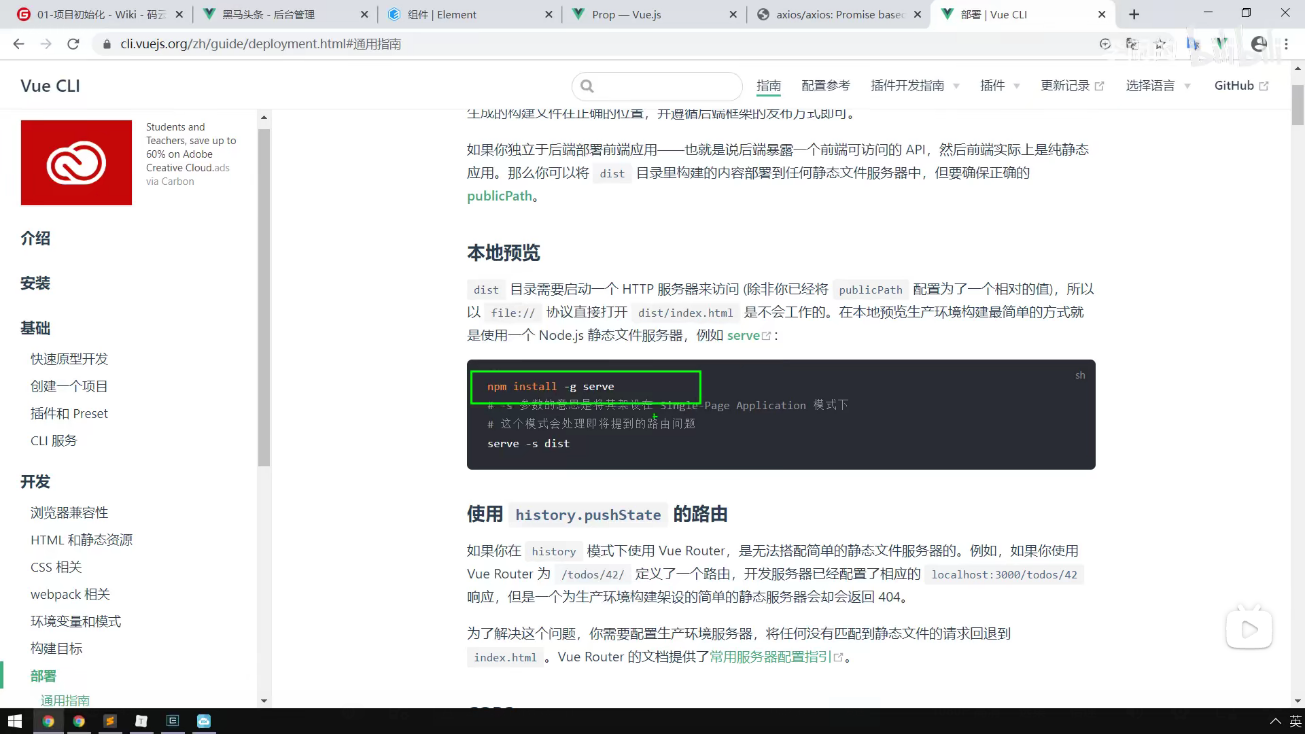 01-项目初始化 - Wiki - 码云
黑马头条 - 后台管理
组件 | Element
Prop — Vue.js
axios/axios: Promise based
部署 | Vue CLI
cli.vuejs.org/zh/guide/deployment.html#通用指南
bilibili
Vue CLI
指南
配置参考
插件开发指南
插件
更新记录
选择语言
GitHub
Students and
Teachers, save up to
60% on Adobe
Creative Cloud.ads
via Carbon
介绍
安装
基础
快速原型开发
创建一个项目
插件和 Preset
CLI 服务
开发
浏览器兼容性
HTML 和静态资源
CSS 相关
webpack 相关
环境变量和模式
构建目标
部署
通用指南
生成的构建文件在正确的位置，并遵循后端框架的发布方式即可。
如果你独立于后端部署前端应用——也就是说后端暴露一个前端可访问的 API，然后前端实际上是纯静态
应用。那么你可以将 dist 目录里构建的内容部署到任何静态文件服务器中，但要确保正确的
publicPath。
本地预览
dist 目录需要启动一个 HTTP 服务器来访问 (除非你已经将 publicPath 配置为了一个相对的值)，所以
以 file:// 协议直接打开 dist/index.html 是不会工作的。在本地预览生产环境构建最简单的方式就
是使用一个 Node.js 静态文件服务器，例如 serve：
sh
npm install -g serve
# -s 参数的意思是将其架设在 Single-Page Application 模式下
# 这个模式会处理即将提到的路由问题
serve -s dist
使用 history.pushState 的路由
如果你在 history 模式下使用 Vue Router，是无法搭配简单的静态文件服务器的。例如，如果你使用
Vue Router 为 /todos/42/ 定义了一个路由，开发服务器已经配置了相应的 localhost:3000/todos/42
响应，但是一个为生产环境构建架设的简单的静态服务器会却会返回 404。
为了解决这个问题，你需要配置生产环境服务器，将任何没有匹配到静态文件的请求回退到
index.html 。Vue Router 的文档提供了常用服务器配置指引。
英